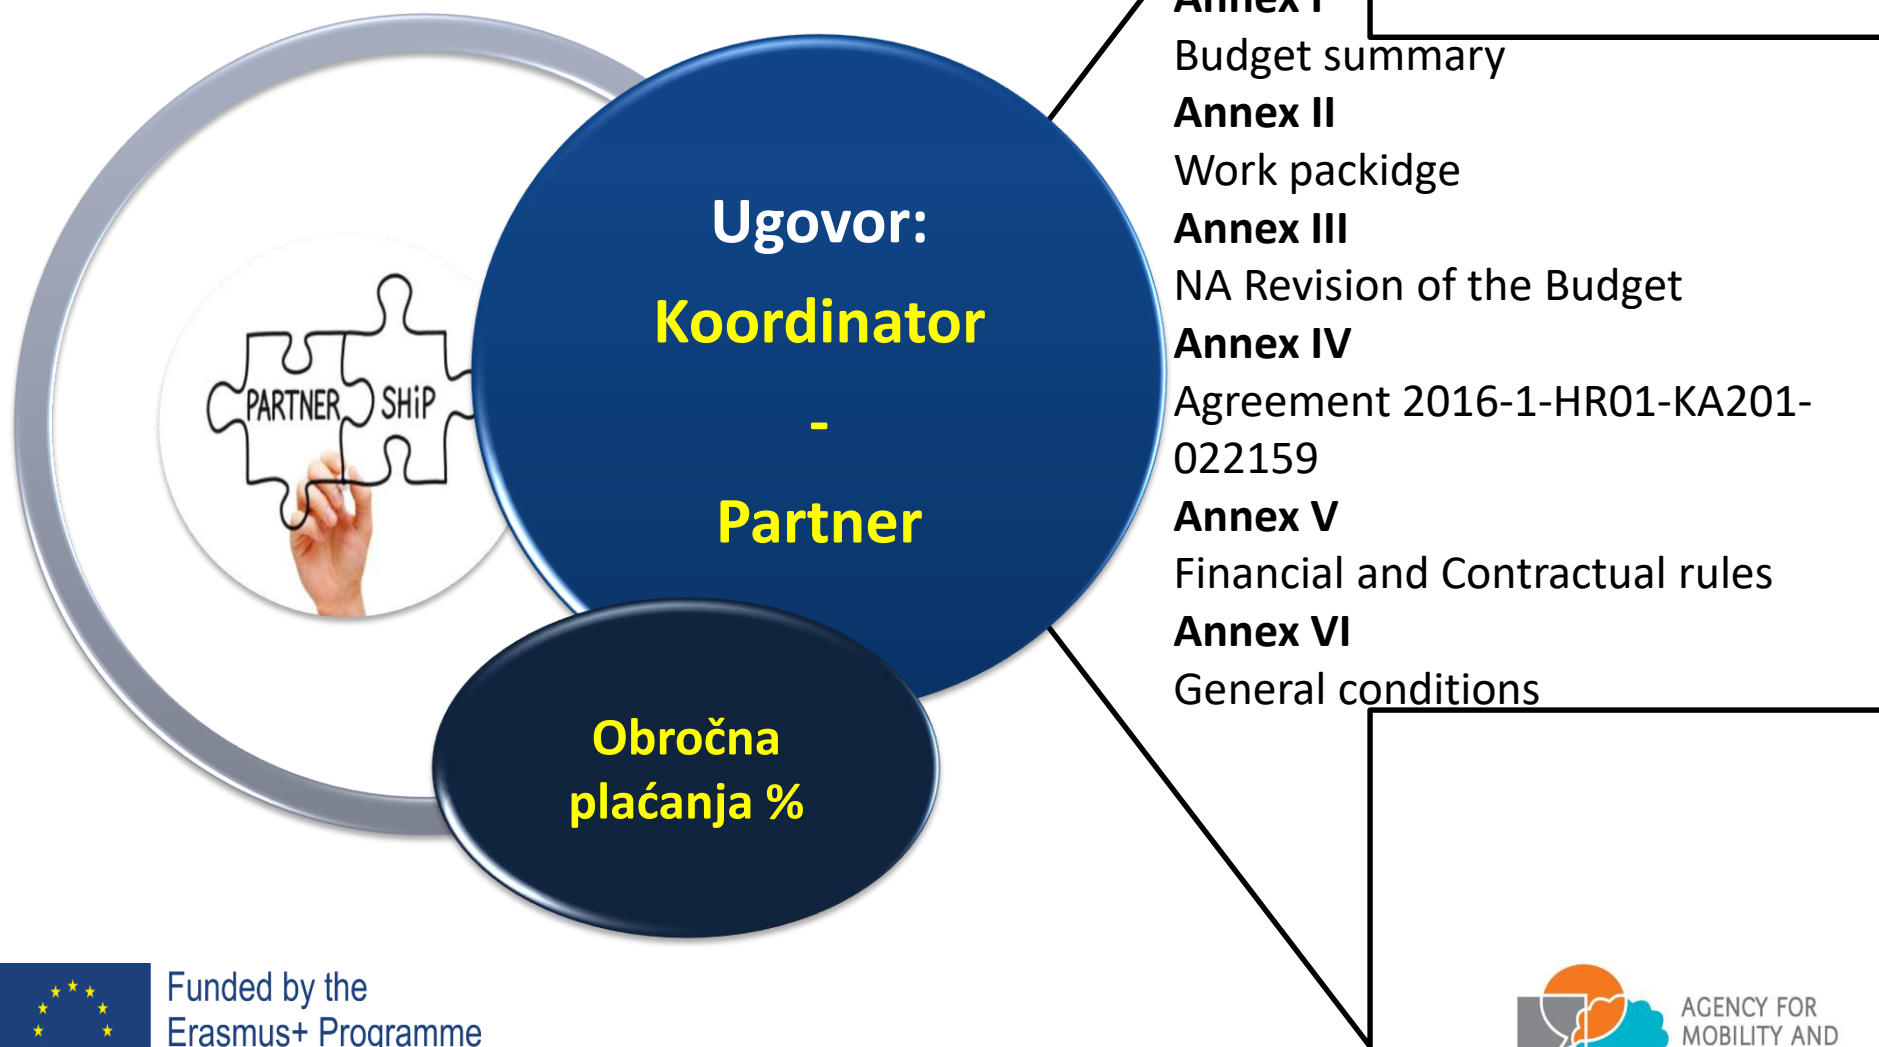 Annex I
Budget summary
Annex II
Work packidge
Annex III
NA Revision of the Budget
Annex IV
Agreement 2016-1-HR01-KA201-
022159
Annex V
Financial and Contractual rules
Annex VI
General conditions
Ugovor:
Koordinator
-
Partner
PARTNER SHiP
Obročna
plaćanja %
Funded by the
Erasmus+ Programme
AGENCY FOR
MOBILITY AND